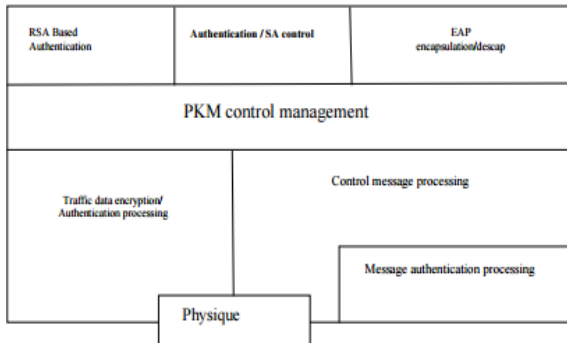 RSA Based
Authentication
Authentication / SA control
EAP
encapsulation/descap
PKM control management
Traffic data encryption/
Authentication processing
Control message processing
Message authentication processing
Physique